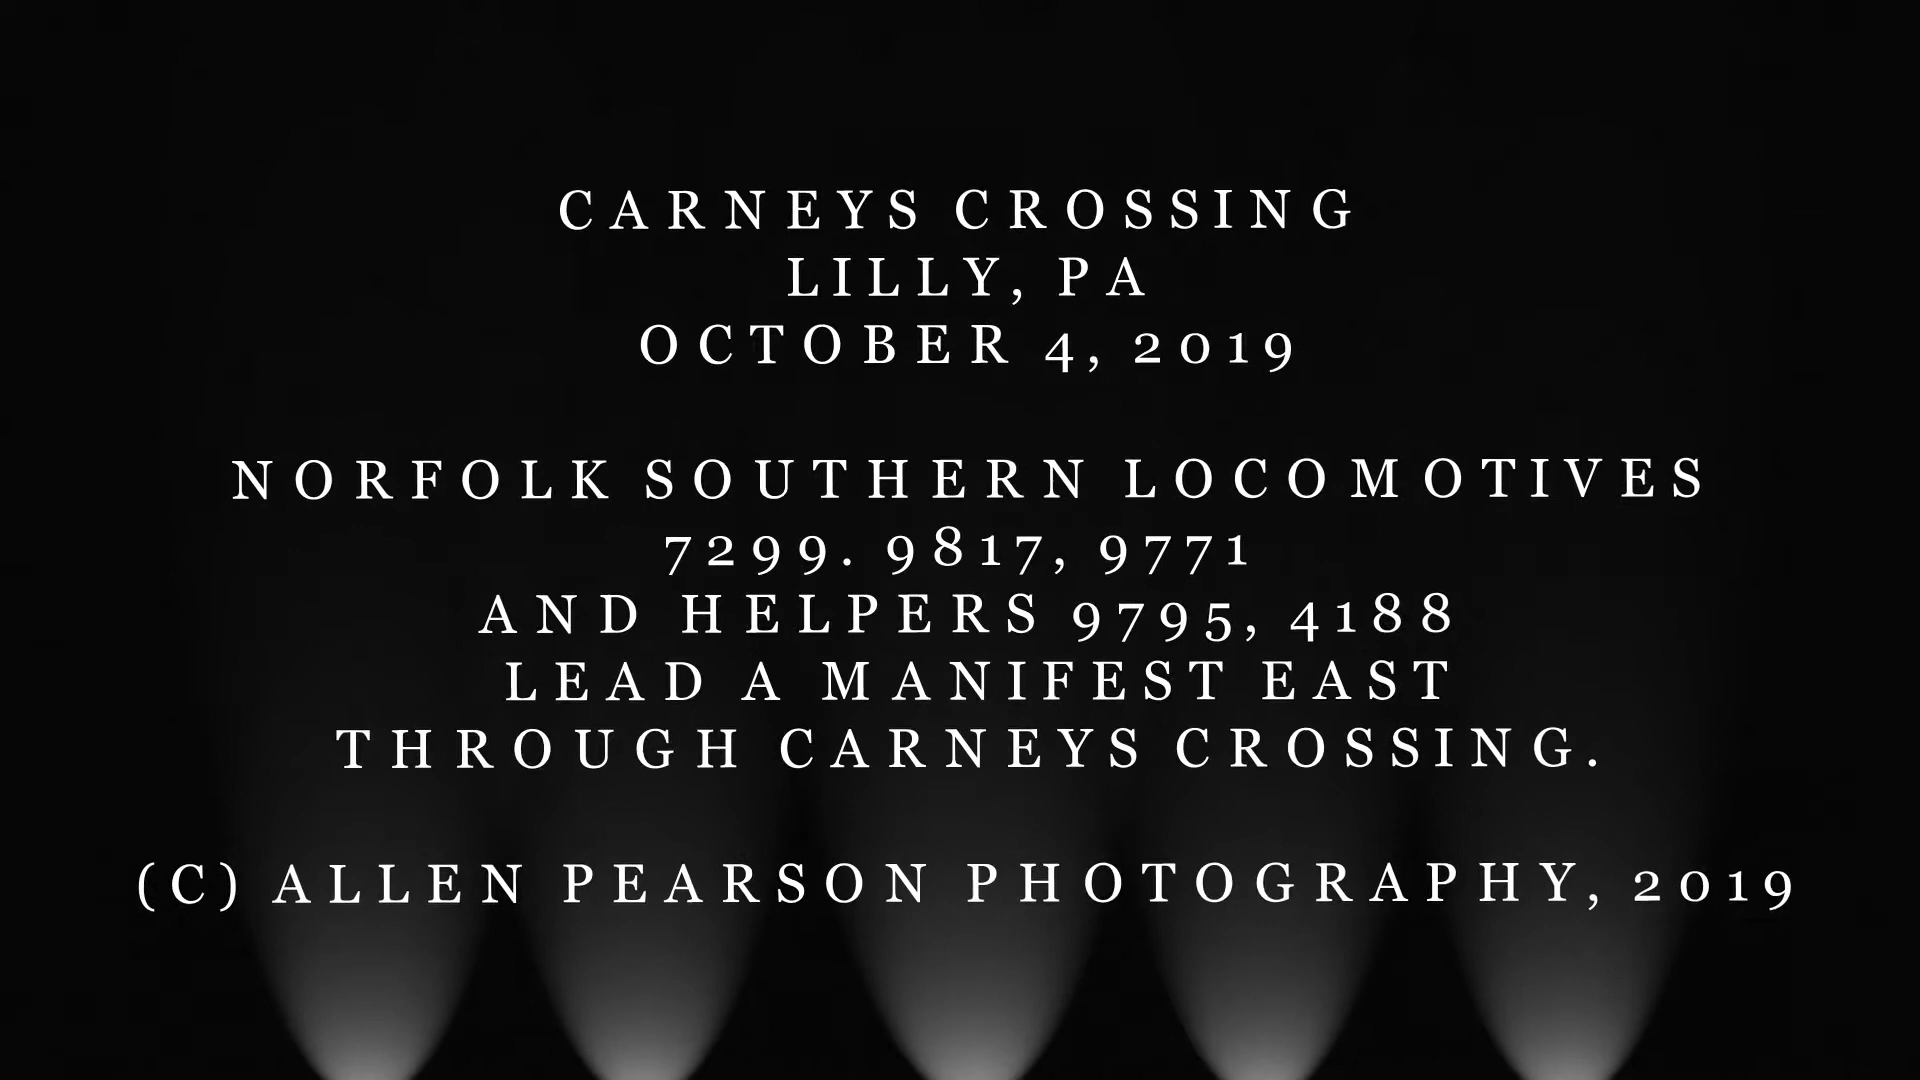 CARNEYS CROSSING
LILLY, PA
OCTOBER 4, 2019
NORFOLK SOUTHERN LOCOMOTIVES
7299. 9817, 9771
AND HELPERS 9795, 4188
LEAD A MANIFEST EAST
THROUGH CARNEYS CROSSING.
(C) ALLEN PEARSON PHOTOGRAPHY, 2019